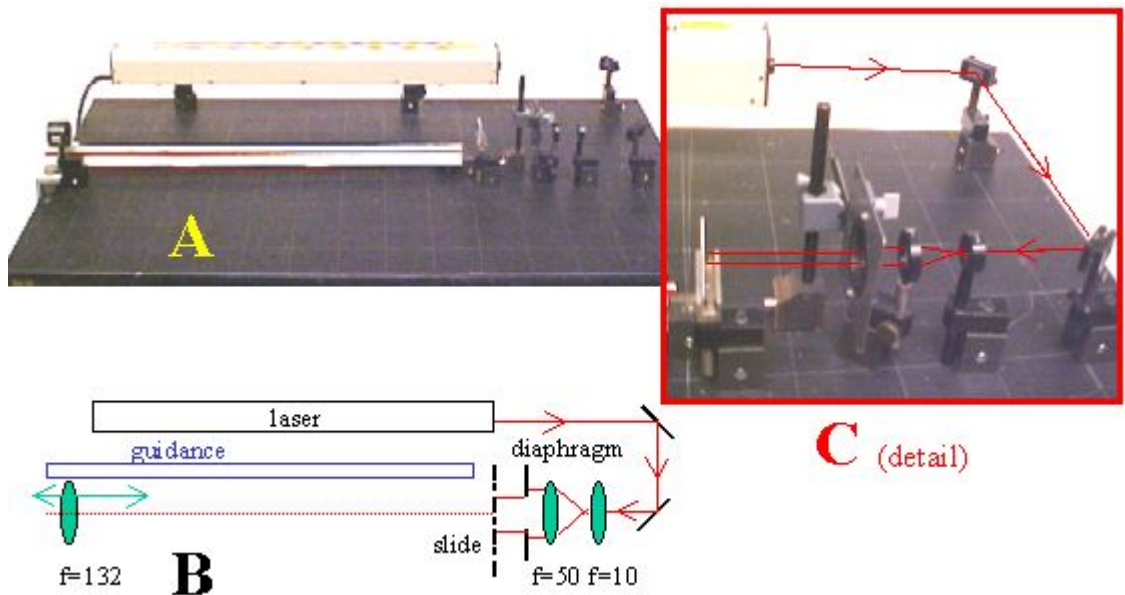 A
C (detail)
laser
guidance
diaphragm
slide
f=132
f=50 f=10
B